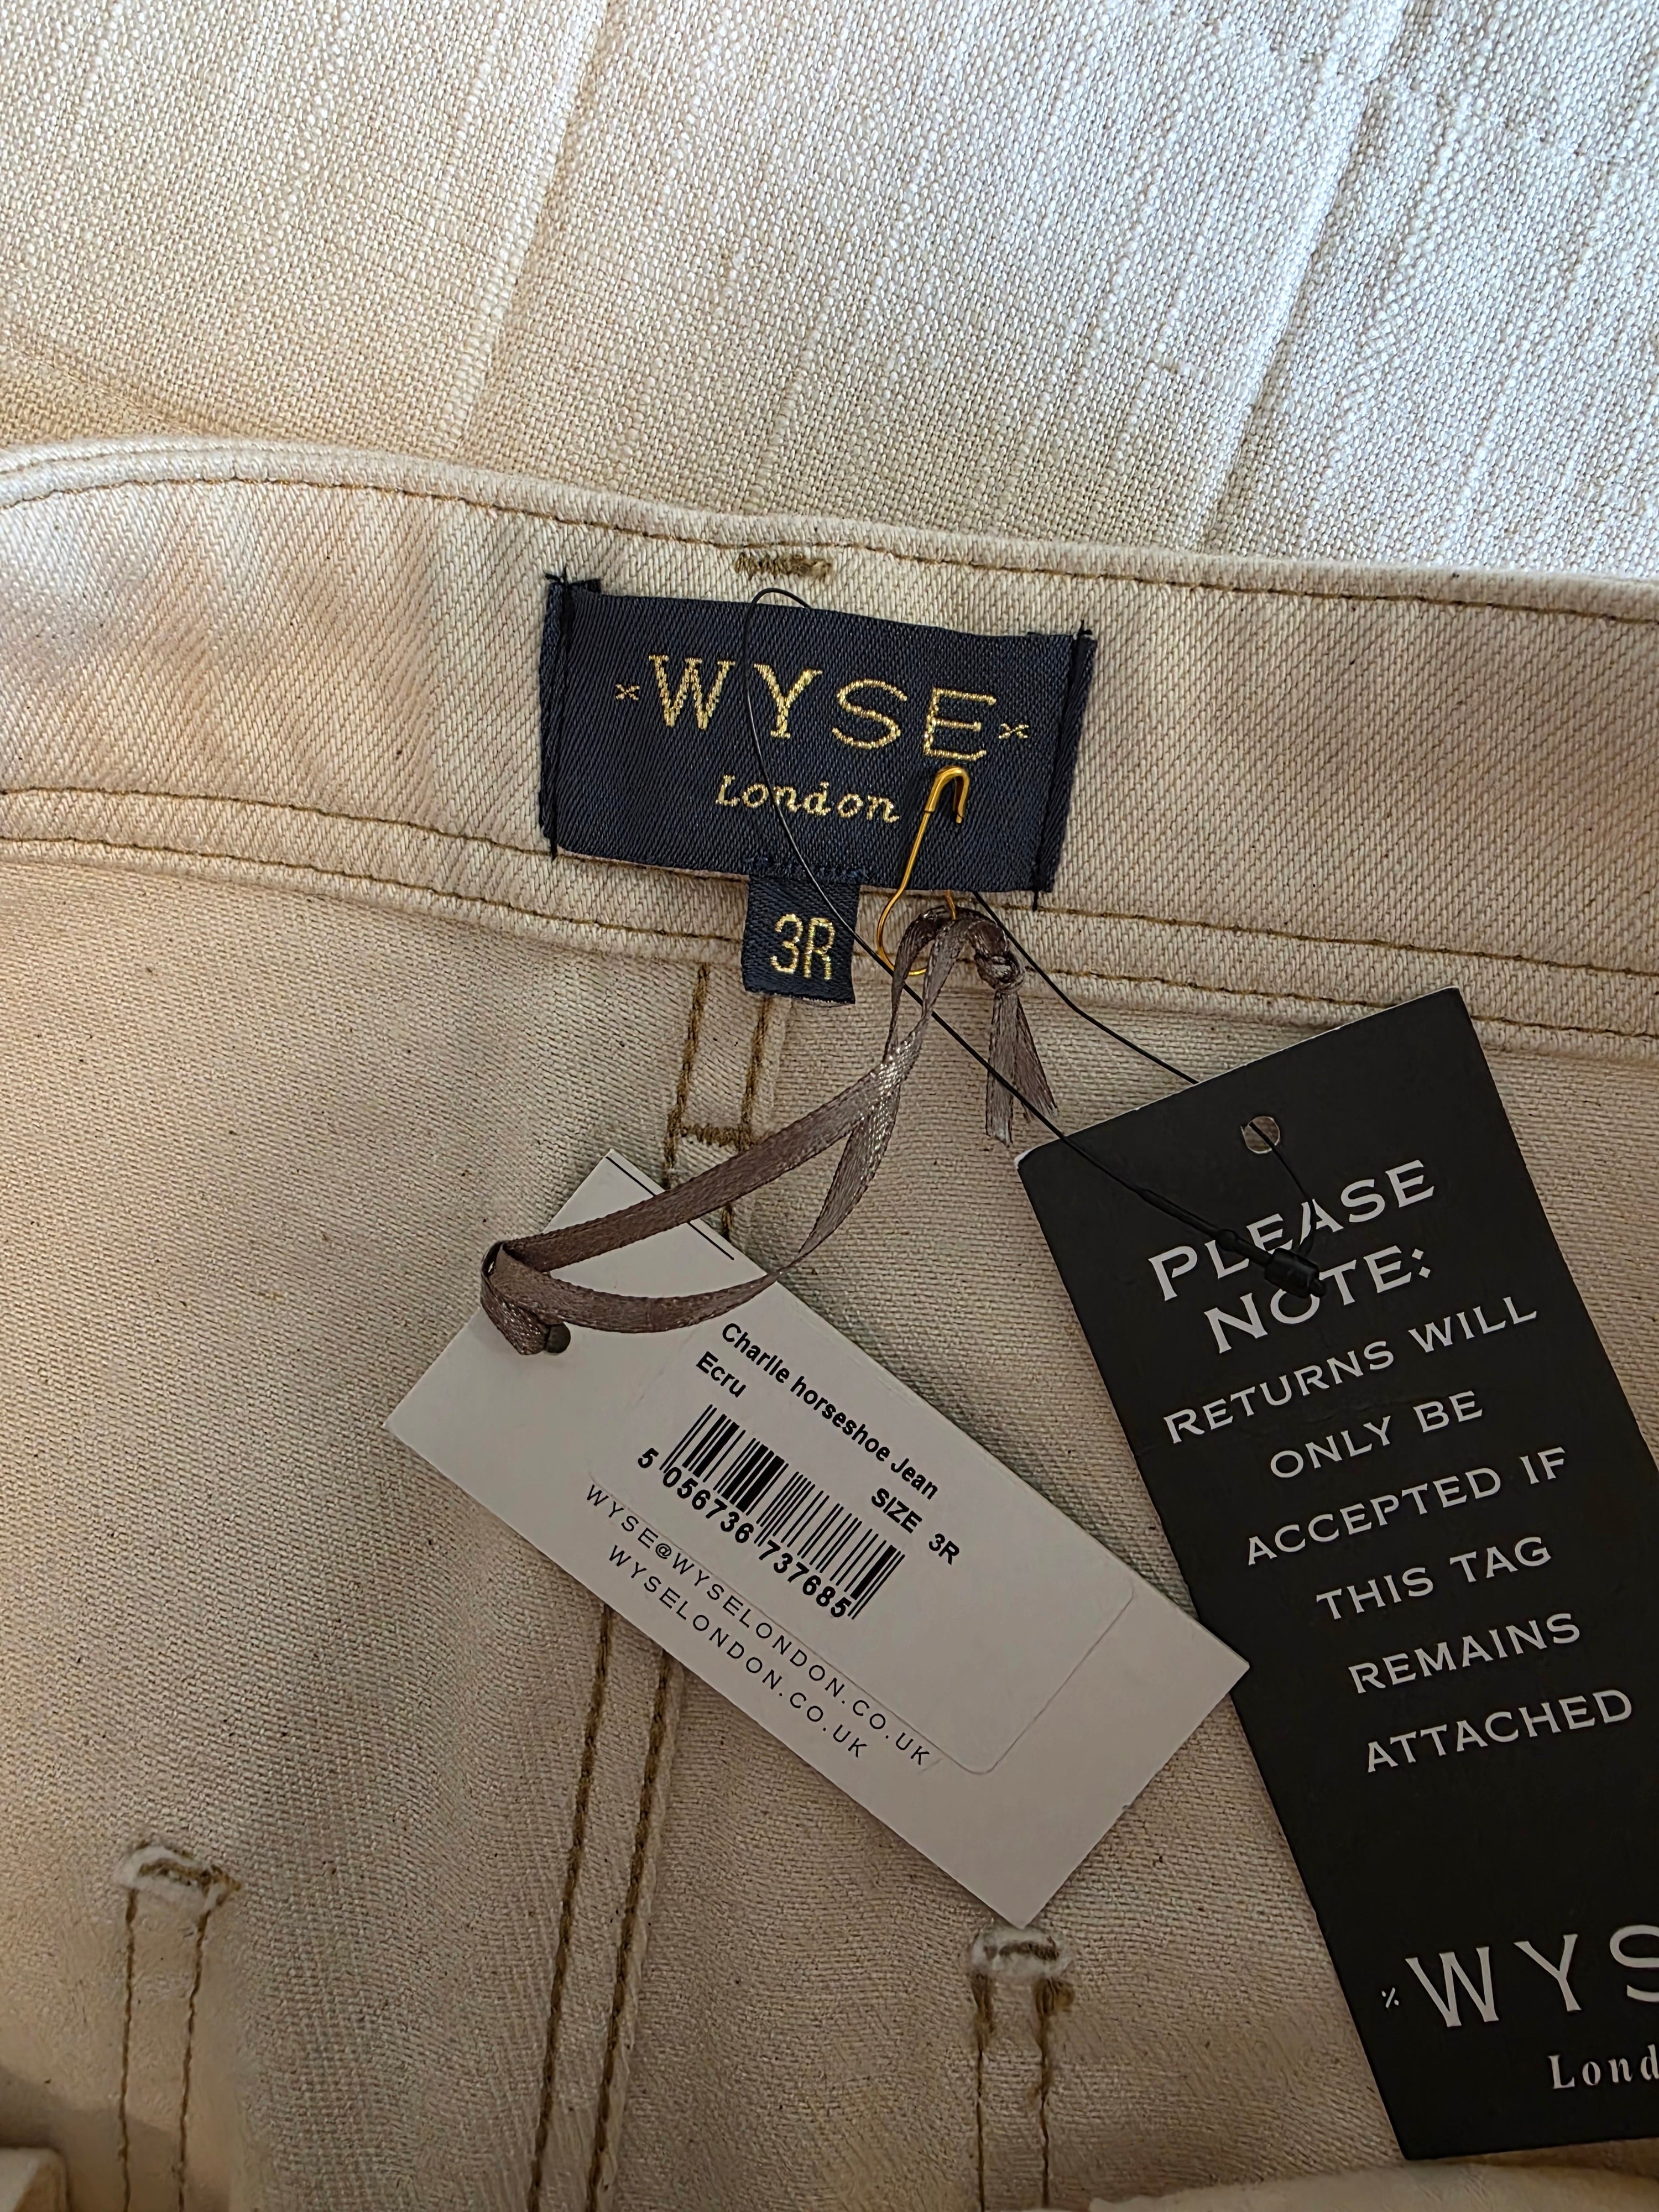 WYSE
London
3R
Charlie horseshoe Jean
Ecru
SIZE 3R
5 056736 737685
WYSE@WYSELONDON.CO.UK
WYSELONDON.CO.UK
PLEASE
NOTE:
RETURNS WILL
ONLY BE
ACCEPTED IF
THIS TAG
REMAINS
ATTACHED
WYS
Lond